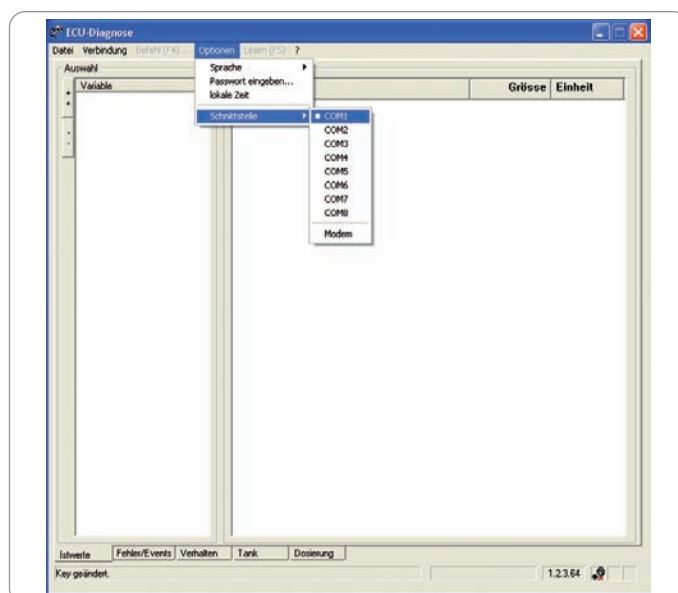 ECU-Diagnose
Datei Verbindung Befehl (F4)... Optionen Lesen (F5) ?
Auswahl
Variable
Grösse Einheit
Sprache
Passwort eingeben...
lokale Zeit
Schnittstelle
COM1
COM2
COM3
COM4
COM5
COM6
COM7
COM8
Modem
Istwerte Fehler/Events Verhalten Tank Dosierung
Key geändert. 1.2.3.64